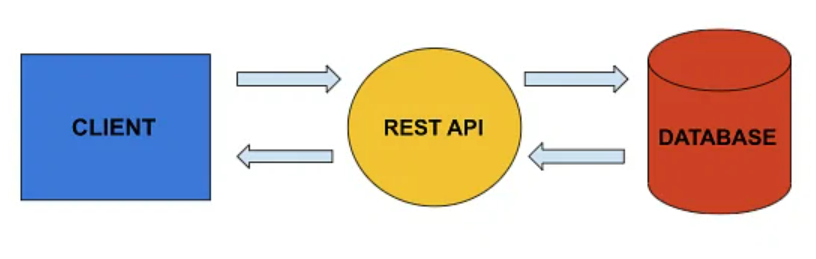 CLIENT
REST API
DATABASE